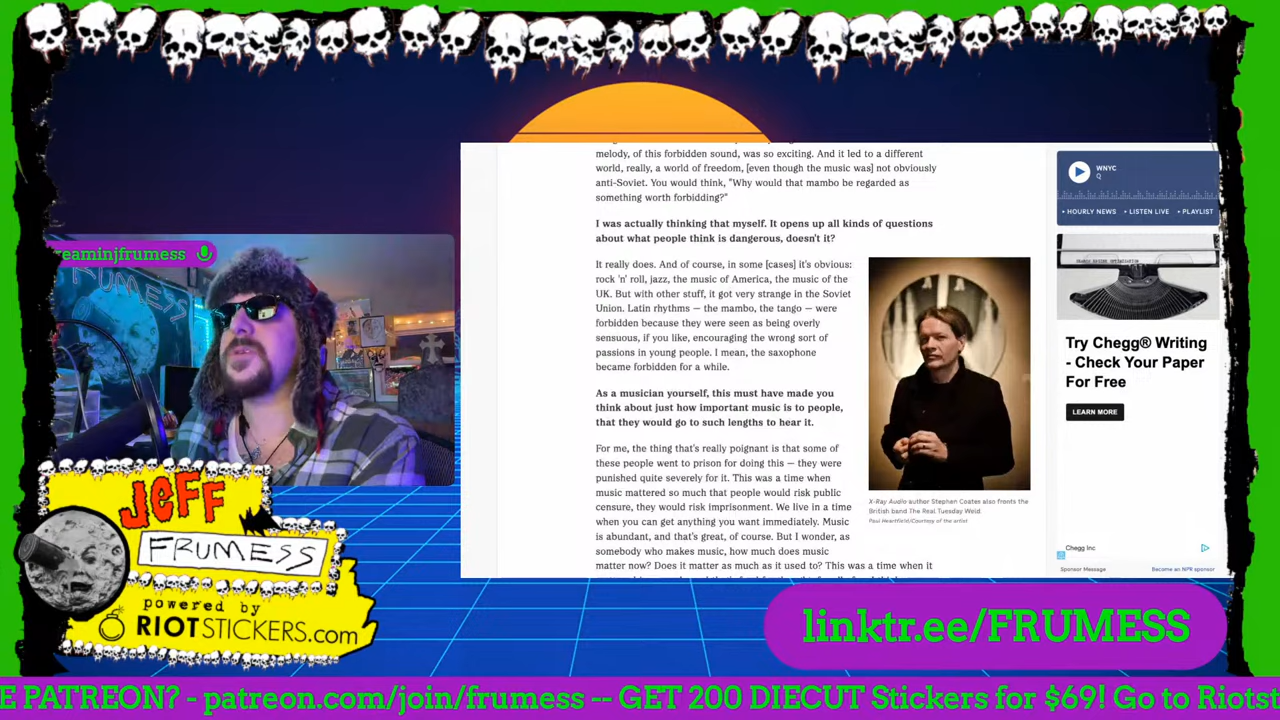 melody, of this forbidden sound, was so exciting. And it led to a different
world, really, a world of freedom, [even though the music was] not obviously
anti-Soviet. You would think, "Why would that mambo be regarded as
something worth forbidding?"
I was actually thinking that myself. It opens up all kinds of questions
about what people think is dangerous, doesn't it?
It really does. And of course, in some [cases] it's obvious:
rock 'n' roll, jazz, the music of America, the music of the
UK. But with other stuff, it got very strange in the Soviet
Union. Latin rhythms — the mambo, the tango — were
forbidden because they were seen as being overly
sensuous, if you like, encouraging the wrong sort of
passions in young people. I mean, the saxophone
became forbidden for a while.
As a musician yourself, this must have made you
think about just how important music is to people,
that they would go to such lengths to hear it.
For me, the thing that's really poignant is that some of
these people went to prison for doing this — they were
punished quite severely for it. This was a time when
music mattered so much that people would risk public
censure, they would risk imprisonment. We live in a time
when you can get anything you want immediately. Music
is abundant, and that's great, of course. But I wonder, as
somebody who makes music, how much does music
matter now? Does it matter as much as it used to? This was a time when it
X-Ray Audio author Stephen Coates also fronts the
British band The Real Tuesday Weld.
Paul Heartfield/Courtesy of the artist
WNYC
Q
• HOURLY NEWS • LISTEN LIVE • PLAYLIST
SEARCH ENGINE OPTIMIZATION
Try Chegg® Writing
- Check Your Paper
For Free
LEARN MORE
Chegg Inc
Sponsor Message
Become an NPR sponsor
reaminjfrumess
FRUMESS
JEFF
FRUMESS
powered by
RIOTSTICKERS.com
linktr.ee/FRUMESS
E PATREON? - patreon.com/join/frumess -- GET 200 DIECUT Stickers for $69! Go to Riotst